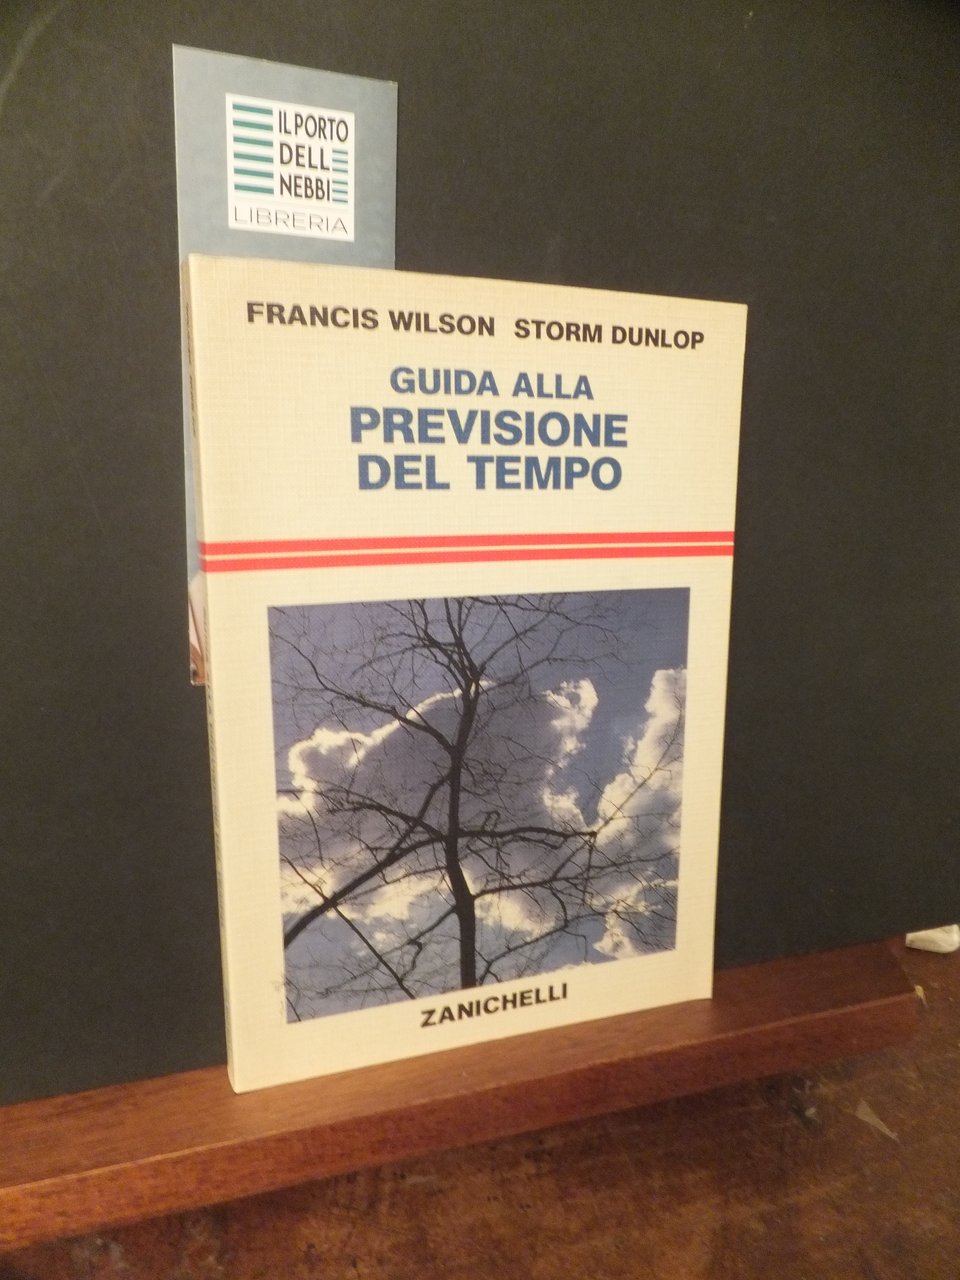 IL PORTO
DELL
NEBBI
LIBRERIA
FRANCIS WILSON STORM DUNLOP
GUIDA ALLA
PREVISIONE
DEL TEMPO
ZANICHELLI